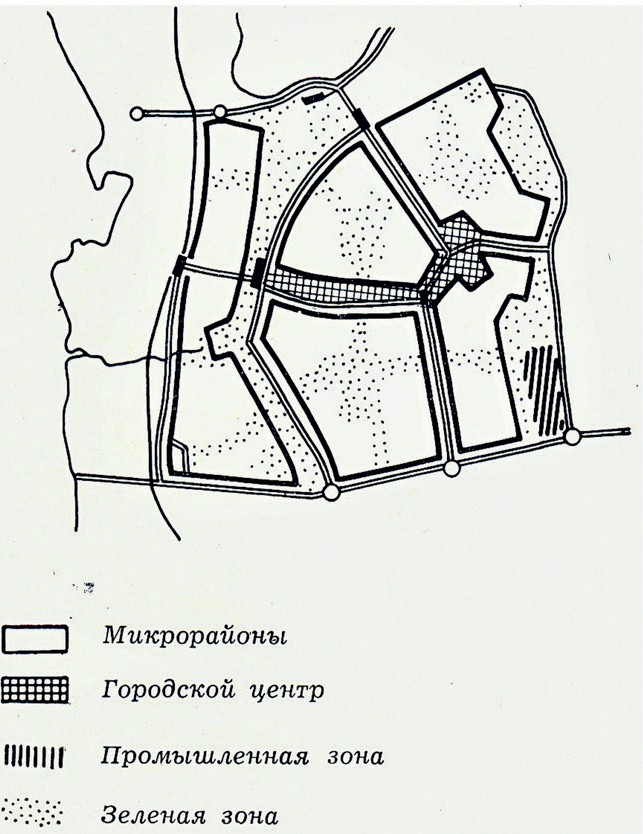 Микрорайоны
Городской центр
Промышленная зона
Зеленая зона